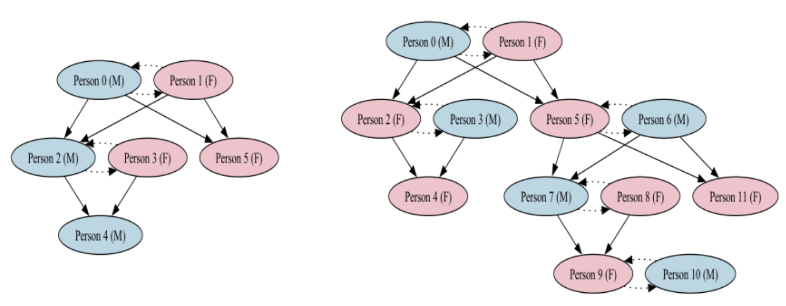 Person 0 (M)
Person 1 (F)
Person 2 (M)
Person 3 (F)
Person 5 (F)
Person 4 (M)
Person 0 (M)
Person 1 (F)
Person 2 (F)
Person 3 (M)
Person 5 (F)
Person 6 (M)
Person 4 (F)
Person 7 (M)
Person 8 (F)
Person 11 (F)
Person 9 (F)
Person 10 (M)